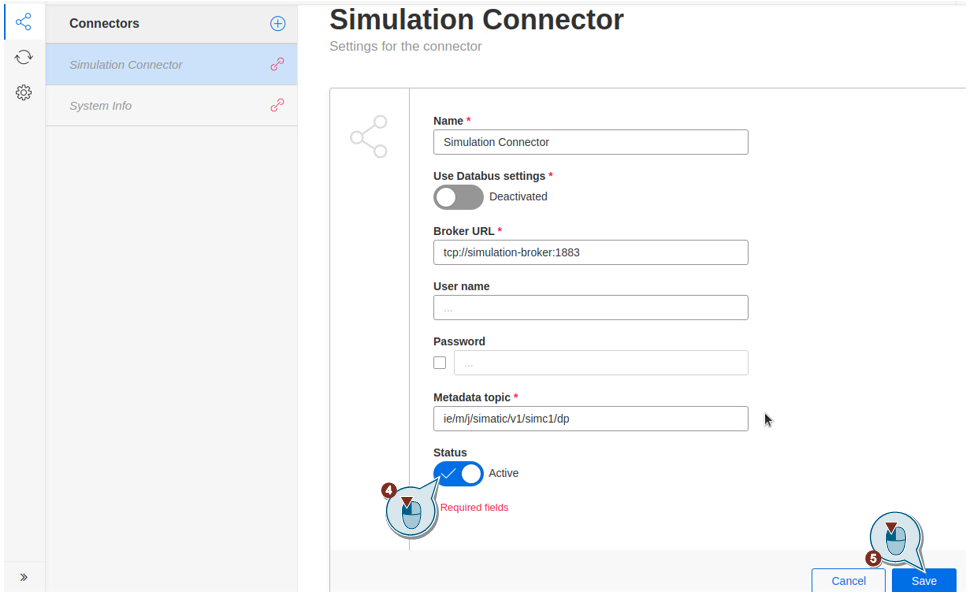 Connectors
Simulation Connector
System Info
Simulation Connector
Settings for the connector
Name *
Simulation Connector
Use Databus settings *
Deactivated
Broker URL *
tcp://simulation-broker:1883
User name
...
Password
...
Metadata topic *
ie/m/j/simatic/v1/simc1/dp
Status
Active
4
Required fields
5
Cancel
Save